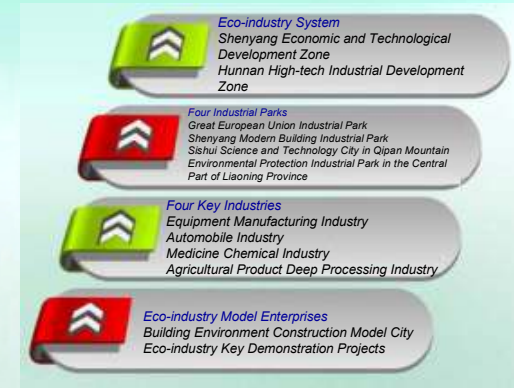 Eco-industry System
Shenyang Economic and Technological
Development Zone
Hunnan High-tech Industrial Development
Zone
Four Industrial Parks
Great European Union Industrial Park
Shenyang Modern Building Industrial Park
Sishui Science and Technology City in Qipan Mountain
Environmental Protection Industrial Park in the Central
Part of Liaoning Province
Four Key Industries
Equipment Manufacturing Industry
Automobile Industry
Medicine Chemical Industry
Agricultural Product Deep Processing Industry
Eco-industry Model Enterprises
Building Environment Construction Model City
Eco-industry Key Demonstration Projects